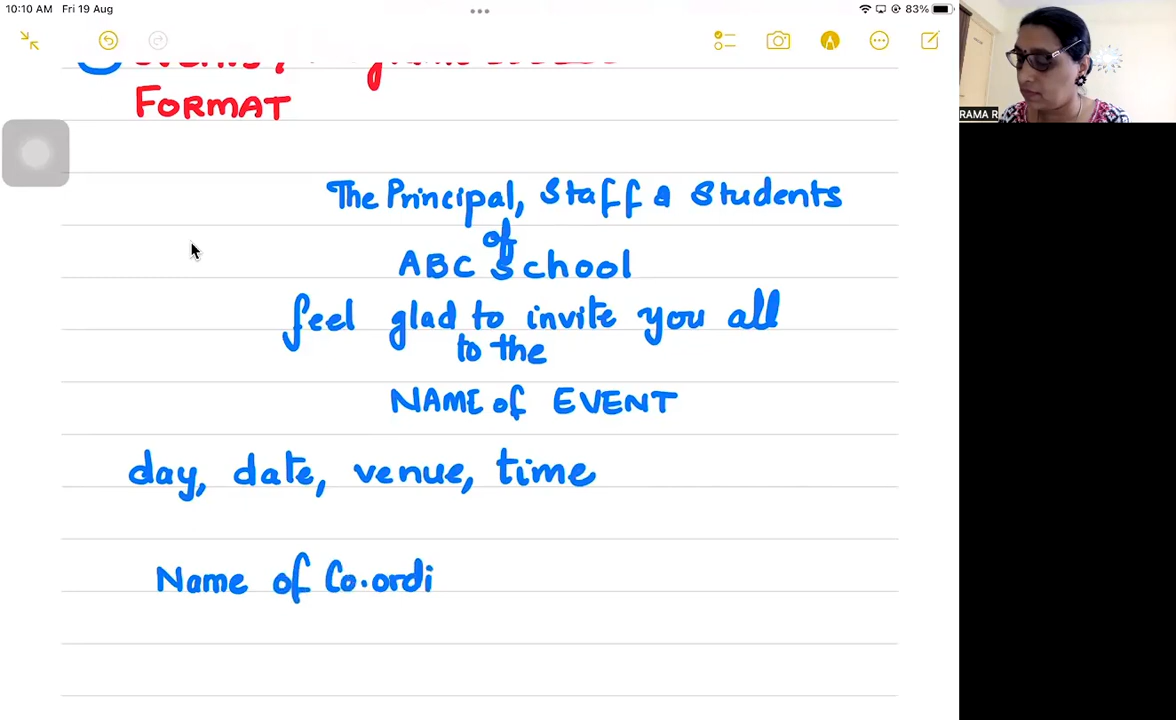 10:10 AM Fri 19 Aug
83%
FORMAT
The Principal, Staff & Students
of
ABC School
feel glad to invite you all
to the
NAME of EVENT
day, date, venue, time
Name of Co.ordi
RAMA R